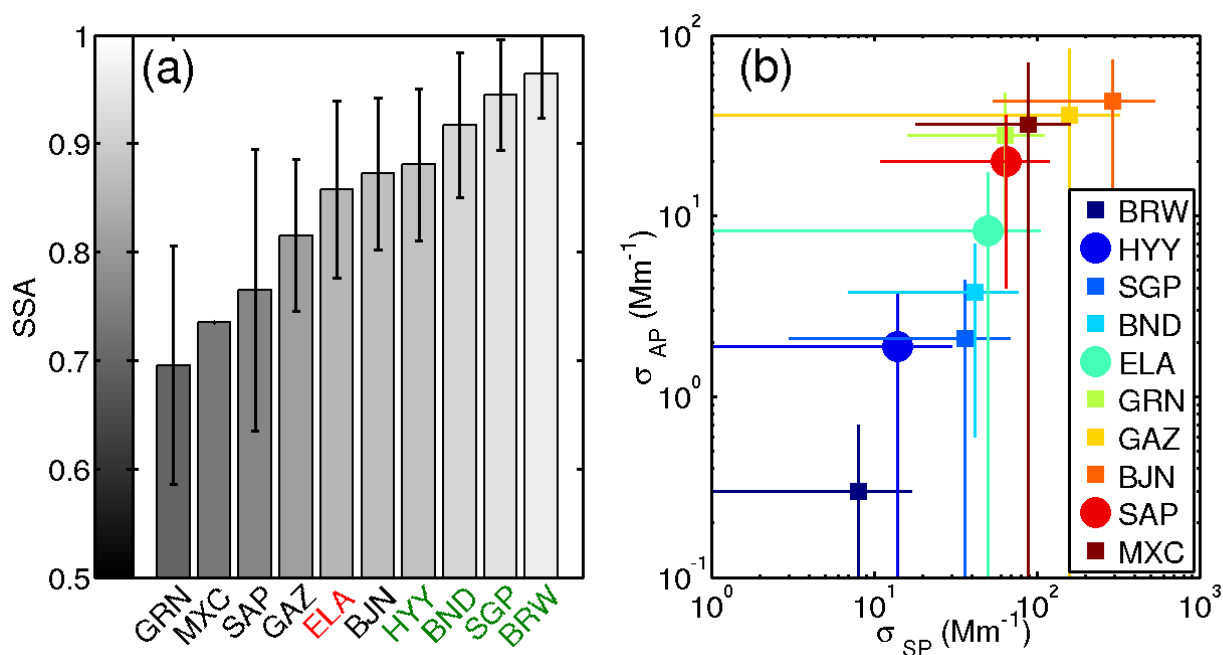 (a)
SSA
1
0.9
0.8
0.7
0.6
0.5
GRN
MXC
SAP
GAZ
ELA
BJN
HYY
BND
SGP
BRW
(b)
σ AP (Mm⁻¹)
10²
10¹
10⁰
10⁻¹
10⁰ 10¹ 10² 10³
σ SP (Mm⁻¹)
BRW
HYY
SGP
BND
ELA
GRN
GAZ
BJN
SAP
MXC